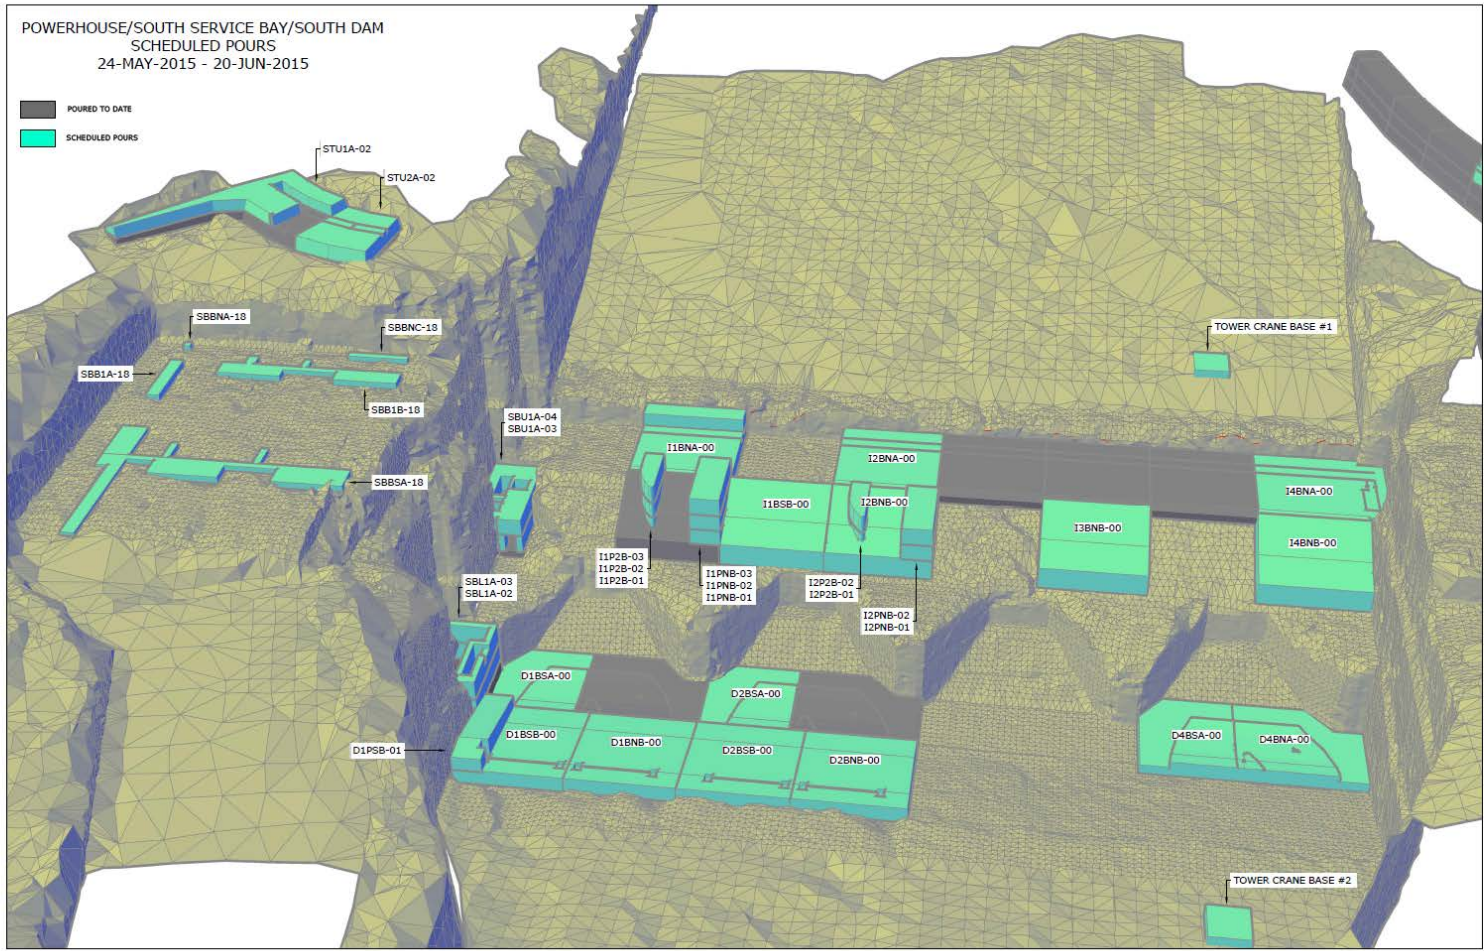 POWERHOUSE/SOUTH SERVICE BAY/SOUTH DAM
SCHEDULED POURS
24-MAY-2015 - 20-JUN-2015
POURED TO DATE
SCHEDULED POURS
STU1A-02
STU2A-02
SBBNA-18
SBBNC-18
TOWER CRANE BASE #1
SBB1A-18
SBB1B-18
SBU1A-04
SBU1A-03
I1BNA-00
I2BNA-00
SBBSA-18
I4BNA-00
I1BSB-00
I2BNB-00
I3BNB-00
I4BNB-00
I1P2B-03
I1P2B-02
I1P2B-01
I1PNB-03
I1PNB-02
I1PNB-01
I2P2B-02
I2P2B-01
SBL1A-03
SBL1A-02
I2PNB-02
I2PNB-01
D1BSA-00
D2BSA-00
D1BSB-00
D1BNB-00
D2BSB-00
D2BNB-00
D4BSA-00
D4BNA-00
D1PSB-01
TOWER CRANE BASE #2